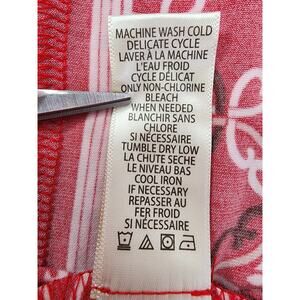 MACHINE WASH COLD
DELICATE CYCLE
LAVER À LA MACHINE
L'EAU FROID
CYCLE DÉLICAT
ONLY NON-CHLORINE
BLEACH
WHEN NEEDED
BLANCHIR SANS
CHLORE
SI NÉCESSAIRE
TUMBLE DRY LOW
LA CHUTE SECHE
LE NIVEAU BAS
COOL IRON
IF NECESSARY
REPASSER AU
FER FROID
SI NÉCESSAIRE